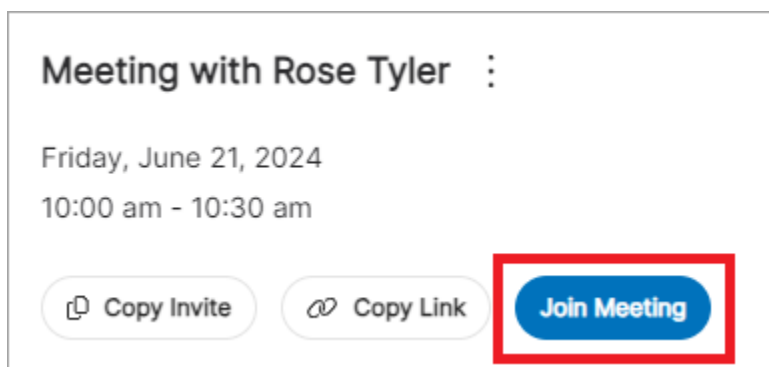 Meeting with Rose Tyler
Friday, June 21, 2024
10:00 am - 10:30 am
Copy Invite Copy Link Join Meeting